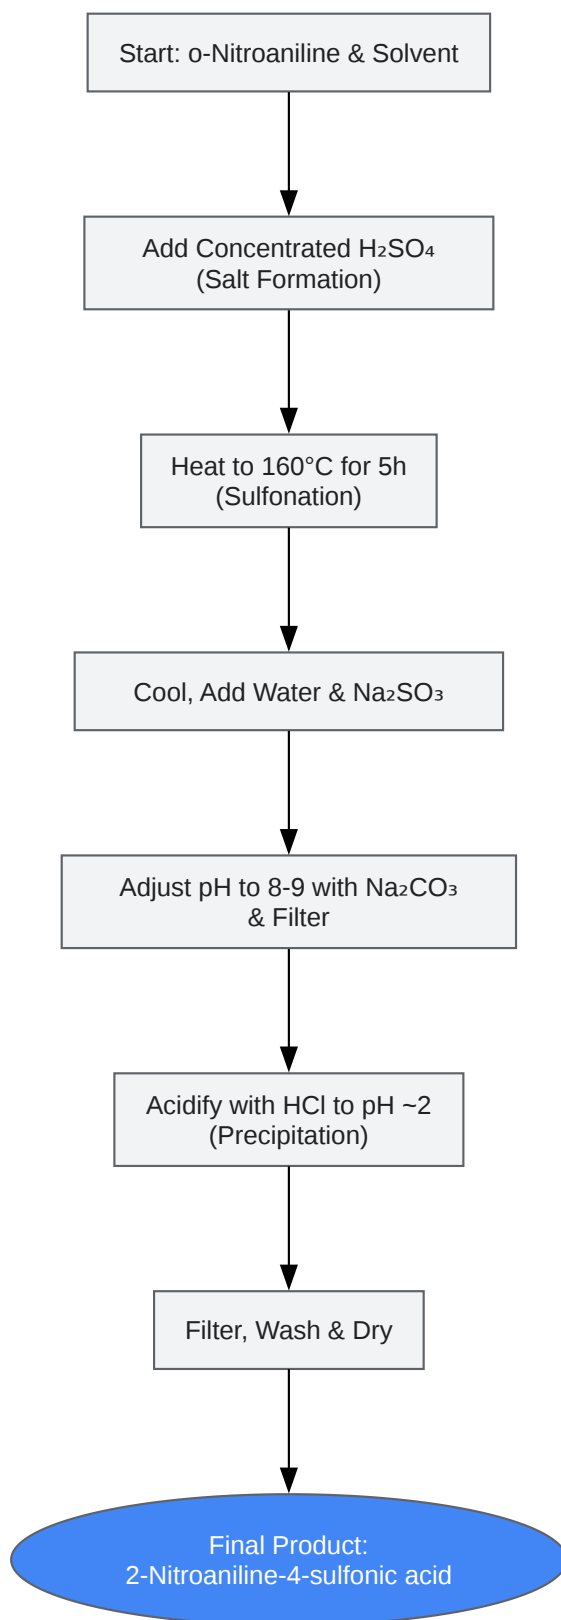 Start: o-Nitroaniline & Solvent
Add Concentrated H₂SO₄
(Salt Formation)
Heat to 160°C for 5h
(Sulfonation)
Cool, Add Water & Na₂SO₃
Adjust pH to 8-9 with Na₂CO₃
& Filter
Acidify with HCl to pH ~2
(Precipitation)
Filter, Wash & Dry
Final Product:
2-Nitroaniline-4-sulfonic acid